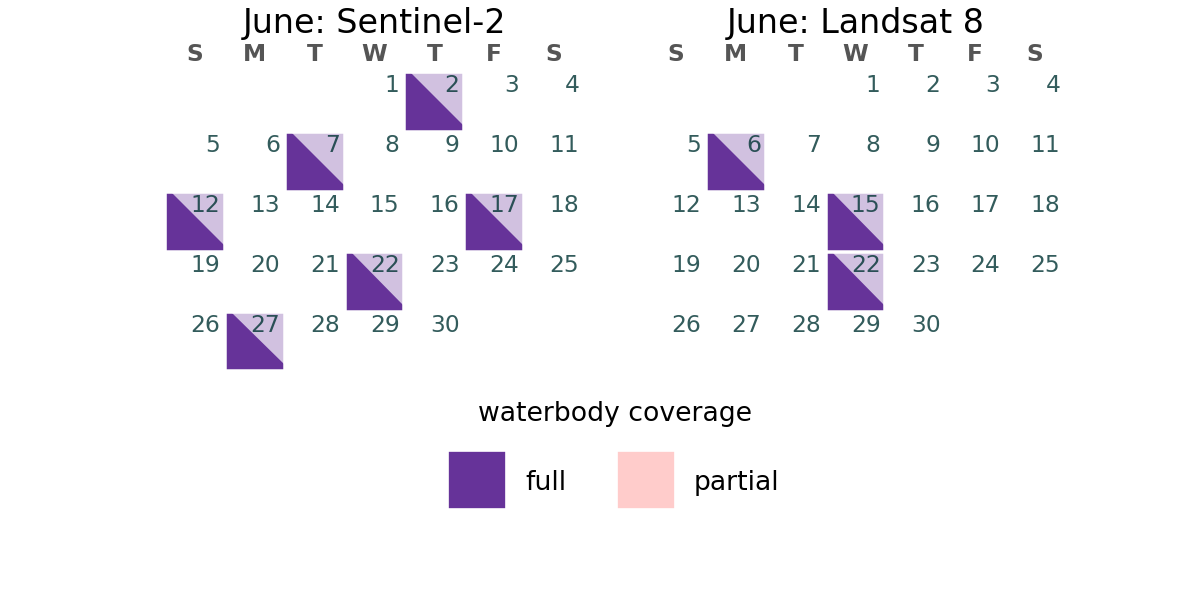 June: Sentinel-2
S M T W T F S
1 2 3 4
5 6 7 8 9 10 11
12 13 14 15 16 17 18
19 20 21 22 23 24 25
26 27 28 29 30
June: Landsat 8
S M T W T F S
1 2 3 4
5 6 7 8 9 10 11
12 13 14 15 16 17 18
19 20 21 22 23 24 25
26 27 28 29 30
waterbody coverage
full
partial